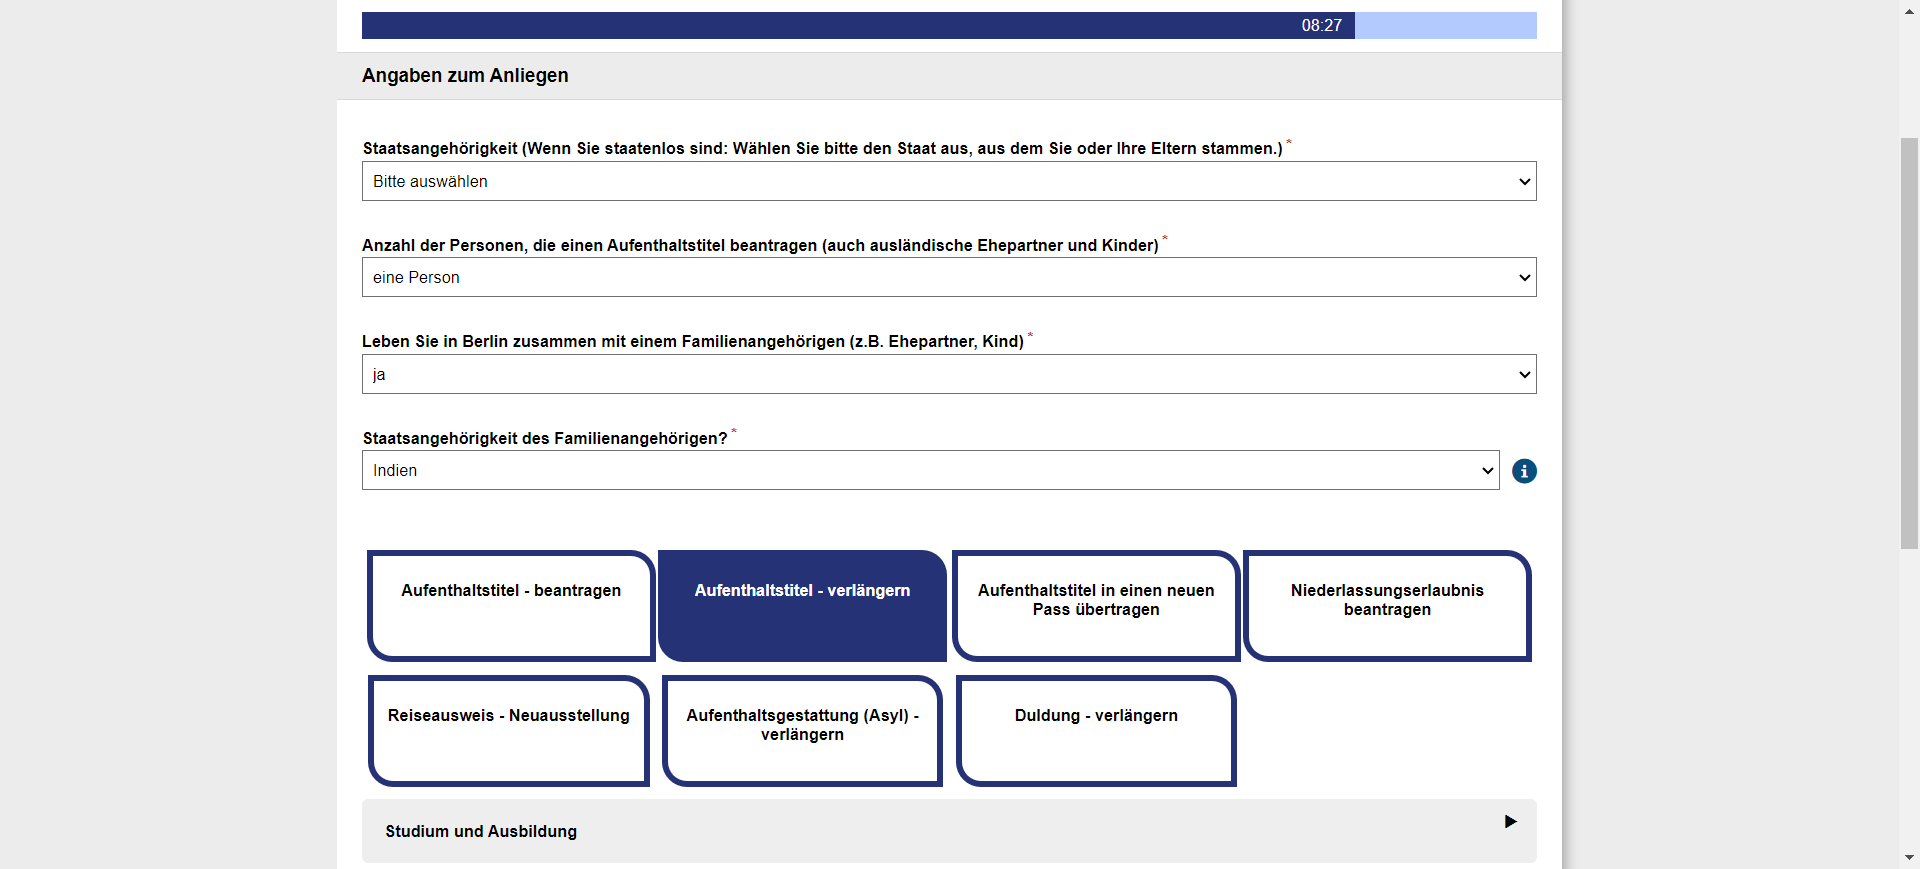 08:27
Angaben zum Anliegen
Staatsangehörigkeit (Wenn Sie staatenlos sind: Wählen Sie bitte den Staat aus, aus dem Sie oder Ihre Eltern stammen.) *
Bitte auswählen
Anzahl der Personen, die einen Aufenthaltstitel beantragen (auch ausländische Ehepartner und Kinder) *
eine Person
Leben Sie in Berlin zusammen mit einem Familienangehörigen (z.B. Ehepartner, Kind) *
ja
Staatsangehörigkeit des Familienangehörigen? *
Indien
Aufenthaltstitel - beantragen
Aufenthaltstitel - verlängern
Aufenthaltstitel in einen neuen
Pass übertragen
Niederlassungserlaubnis
beantragen
Reiseausweis - Neuausstellung
Aufenthaltsgestattung (Asyl) -
verlängern
Duldung - verlängern
Studium und Ausbildung